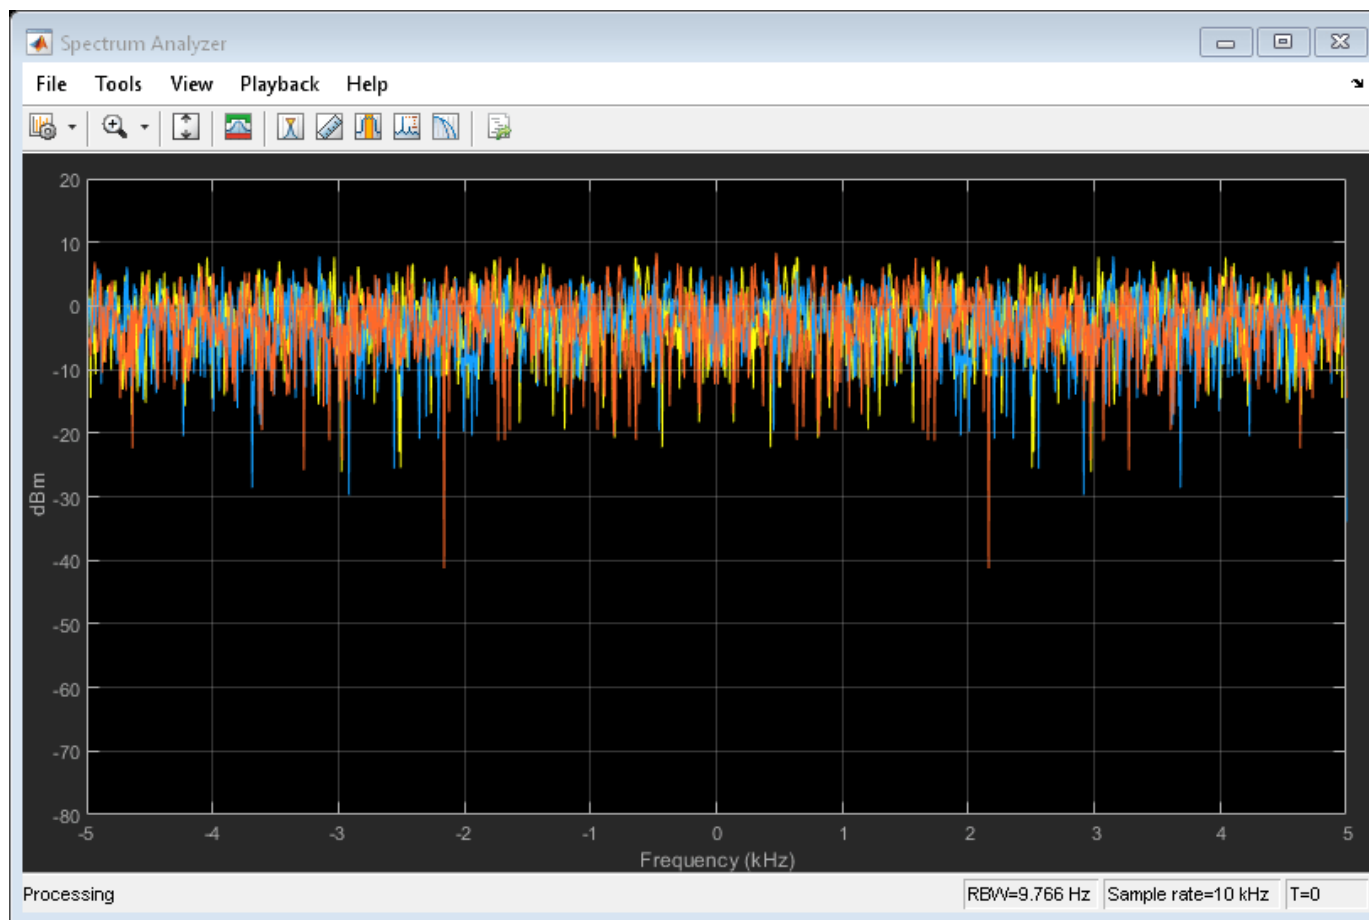 Spectrum Analyzer
File Tools View Playback Help
20
10
0
-10
-20
-30
-40
-50
-60
-70
-80
dBm
-5 -4 -3 -2 -1 0 1 2 3 4 5
Frequency (kHz)
Processing RBW=9.766 Hz Sample rate=10 kHz T=0